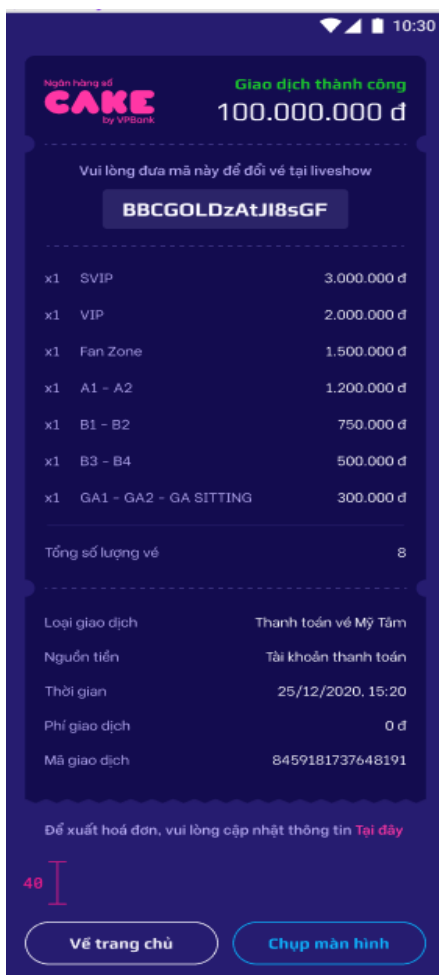 10:30
Ngân hàng số
CAKE
by VPBank
Giao dịch thành công
100.000.000 đ
Vui lòng đưa mã này để đổi vé tại liveshow
BBCGOLDzAtJI8sGF
x1 SVIP 3.000.000 đ
x1 VIP 2.000.000 đ
x1 Fan Zone 1.500.000 đ
x1 A1 - A2 1.200.000 đ
x1 B1 - B2 750.000 đ
x1 B3 - B4 500.000 đ
x1 GA1 - GA2 - GA SITTING 300.000 đ
Tổng số lượng vé 8
Loại giao dịch Thanh toán vé Mỹ Tâm
Nguồn tiền Tài khoản thanh toán
Thời gian 25/12/2020, 15:20
Phí giao dịch 0 đ
Mã giao dịch 8459181737648191
Để xuất hoá đơn, vui lòng cập nhật thông tin Tại đây
40
Về trang chủ Chụp màn hình